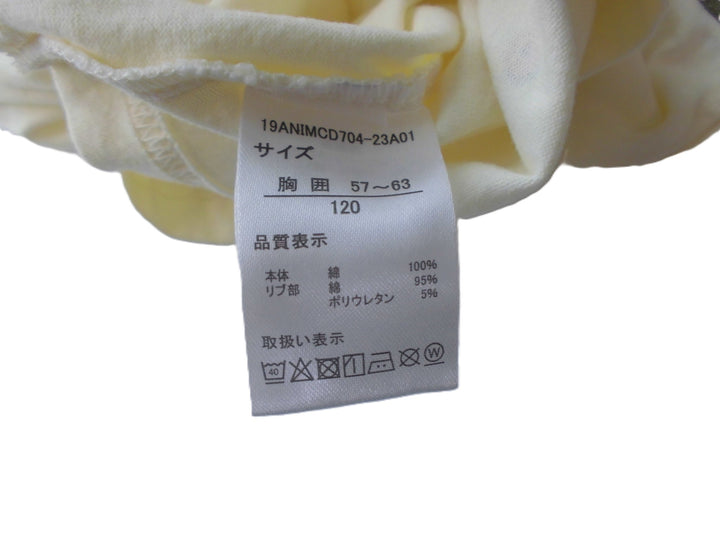 19ANIMCD704-23A01
サイズ
胸囲 57～63
120
品質表示
本体 綿 100%
リブ部 綿 95%
ポリウレタン 5%
取扱い表示
40 W